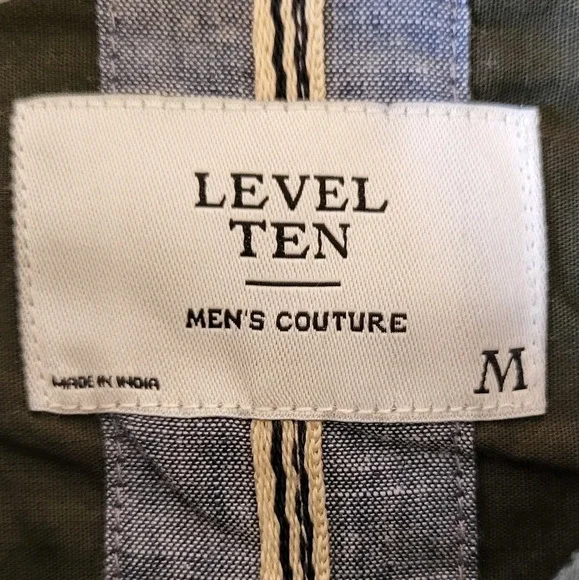 LEVEL
TEN
MEN'S COUTURE
MADE IN INDIA
M